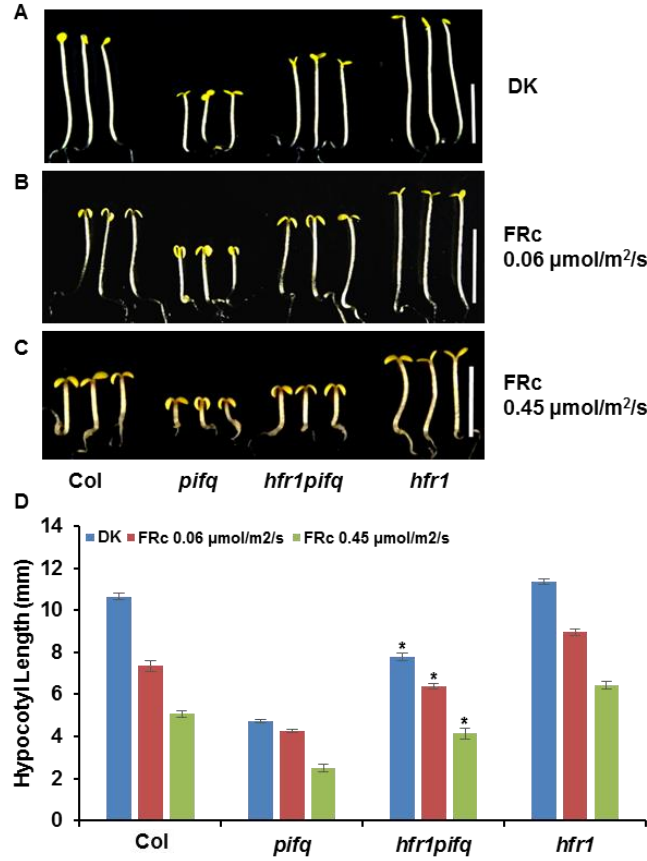 A
DK
B
FRc
0.06 µmol/m²/s
C
FRc
0.45 µmol/m²/s
Col pifq hfr1pifq hfr1
D
14
DK FRc 0.06 µmol/m2/s FRc 0.45 µmol/m2/s
12
10
8
6
4
2
0
Hypocotyl Length (mm)
* * *
Col pifq hfr1pifq hfr1